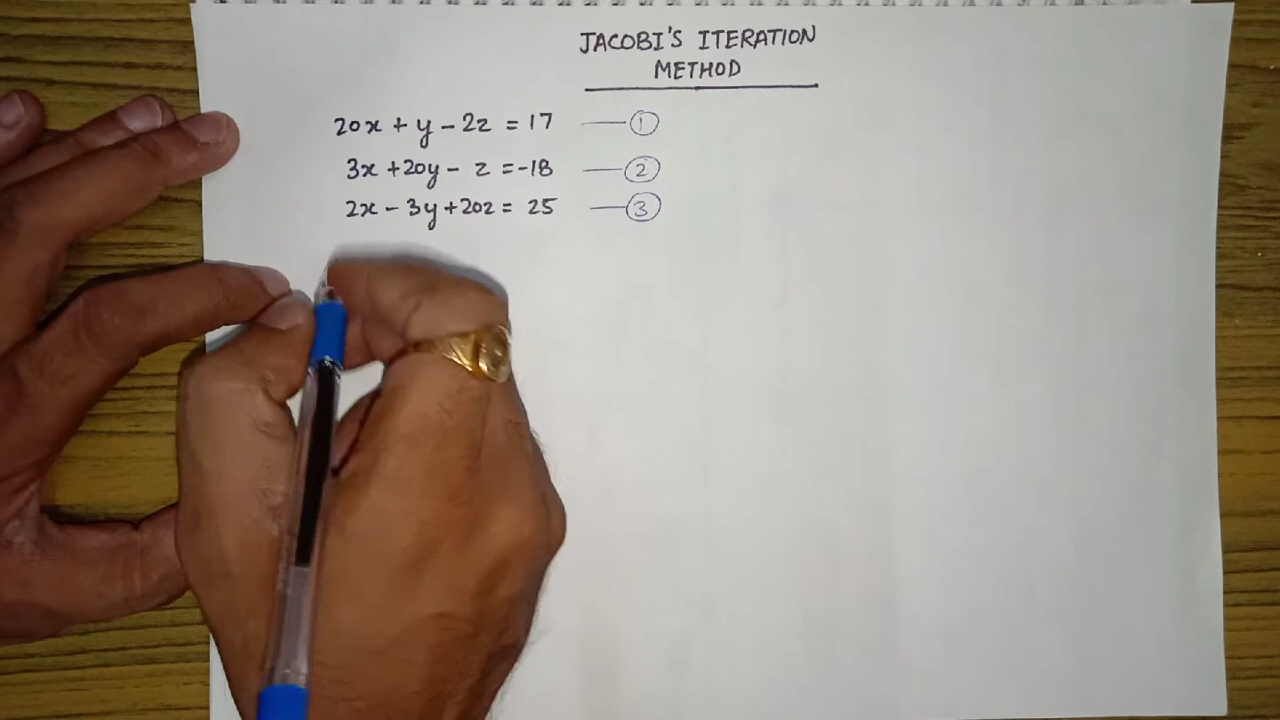 JACOBI'S ITERATION
METHOD
20x + y - 2z = 17 —①
3x + 20y - z = -18 —②
2x - 3y + 20z = 25 —③